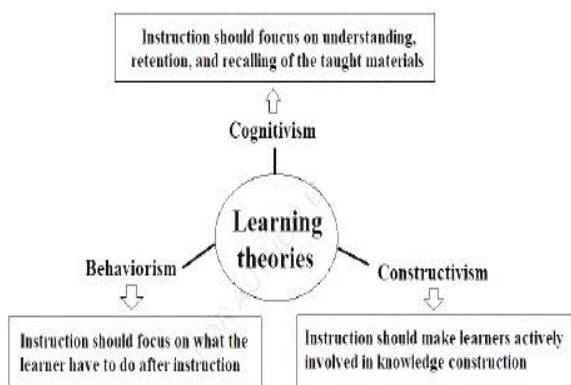 Instruction should foucus on understanding,
retention, and recalling of the taught materials
Cognitivism
Learning
theories
Behaviorism
Constructivism
Instruction should focus on what the
learner have to do after instruction
Instruction should make learners actively
involved in knowledge construction